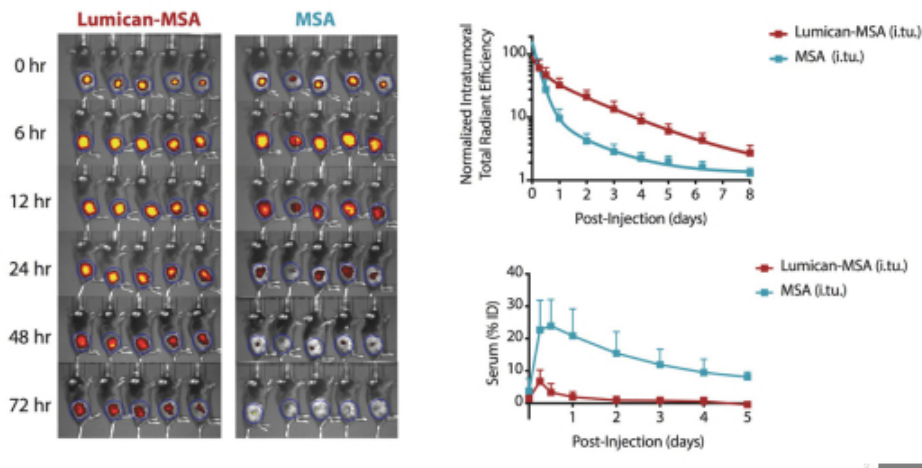 Lumican-MSA
MSA
0 hr
6 hr
12 hr
24 hr
48 hr
72 hr
Normalized Intratumoral
Total Radiant Efficiency
100
10
1
0 1 2 3 4 5 6 7 8
Post-Injection (days)
Lumican-MSA (i.tu.)
MSA (i.tu.)
Serum (% ID)
40
30
20
10
0
1 2 3 4 5
Post-Injection (days)
Lumican-MSA (i.tu.)
MSA (i.tu.)